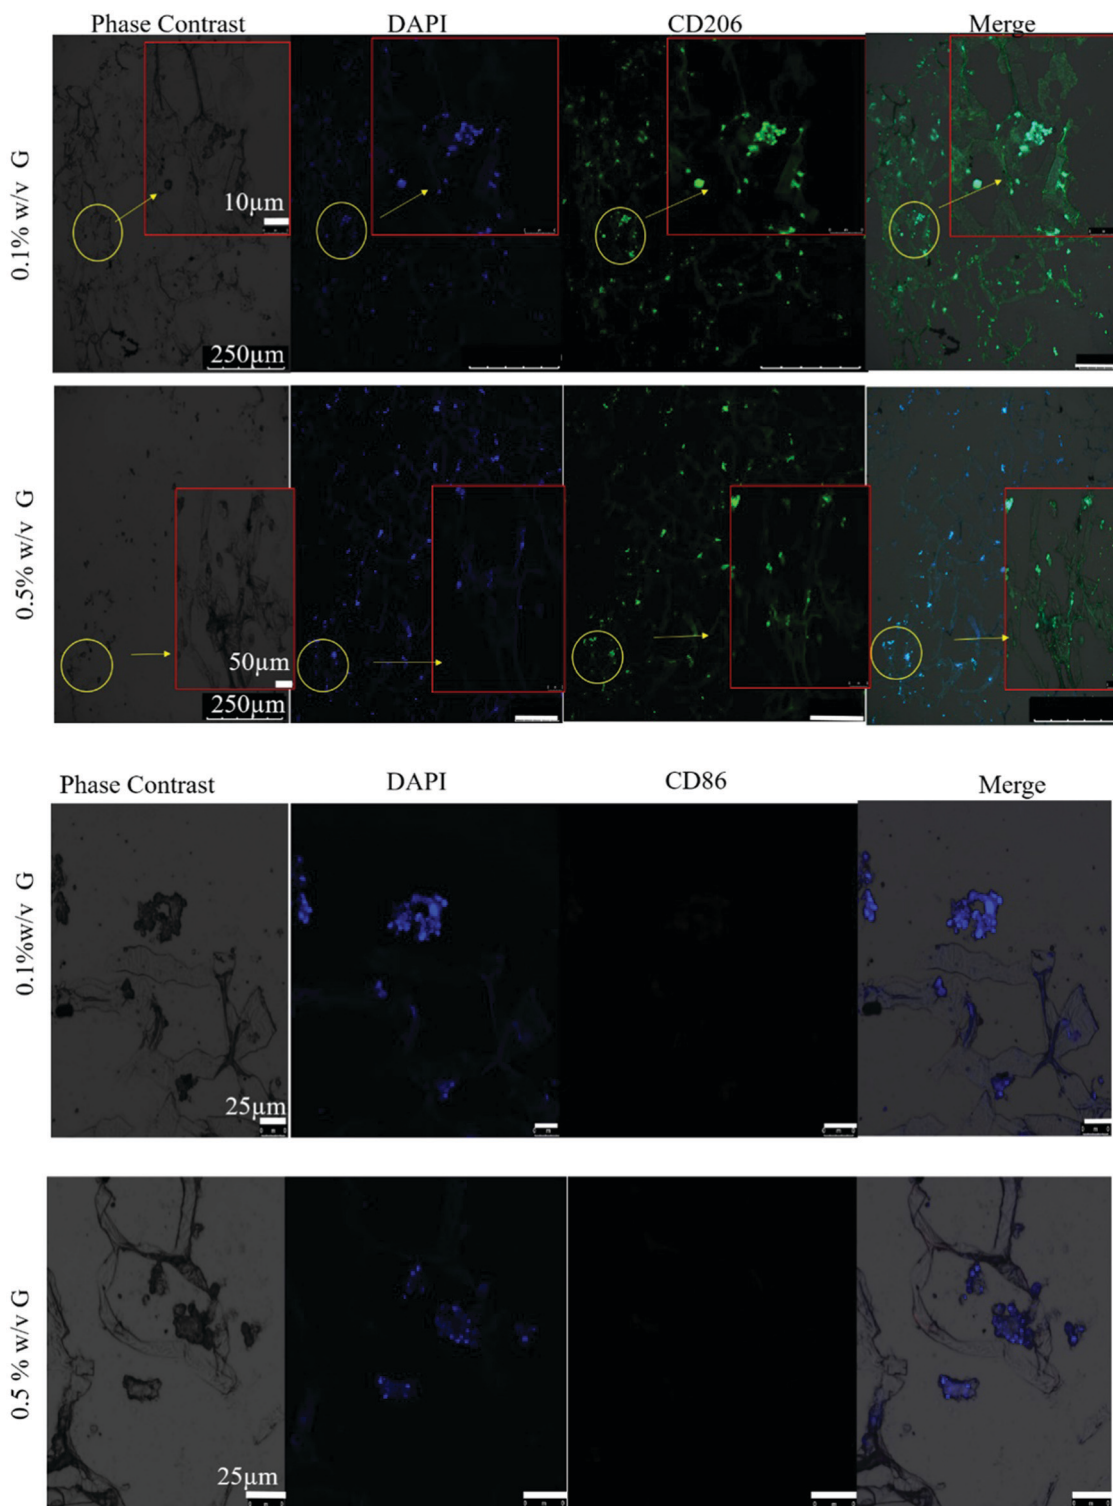 Phase Contrast DAPI CD206 Merge
0.1% w/v G
10µm
250µm
0.5% w/v G
50µm
250µm
Phase Contrast DAPI CD86 Merge
0.1%w/v G
25µm
0.5 % w/v G
25µm